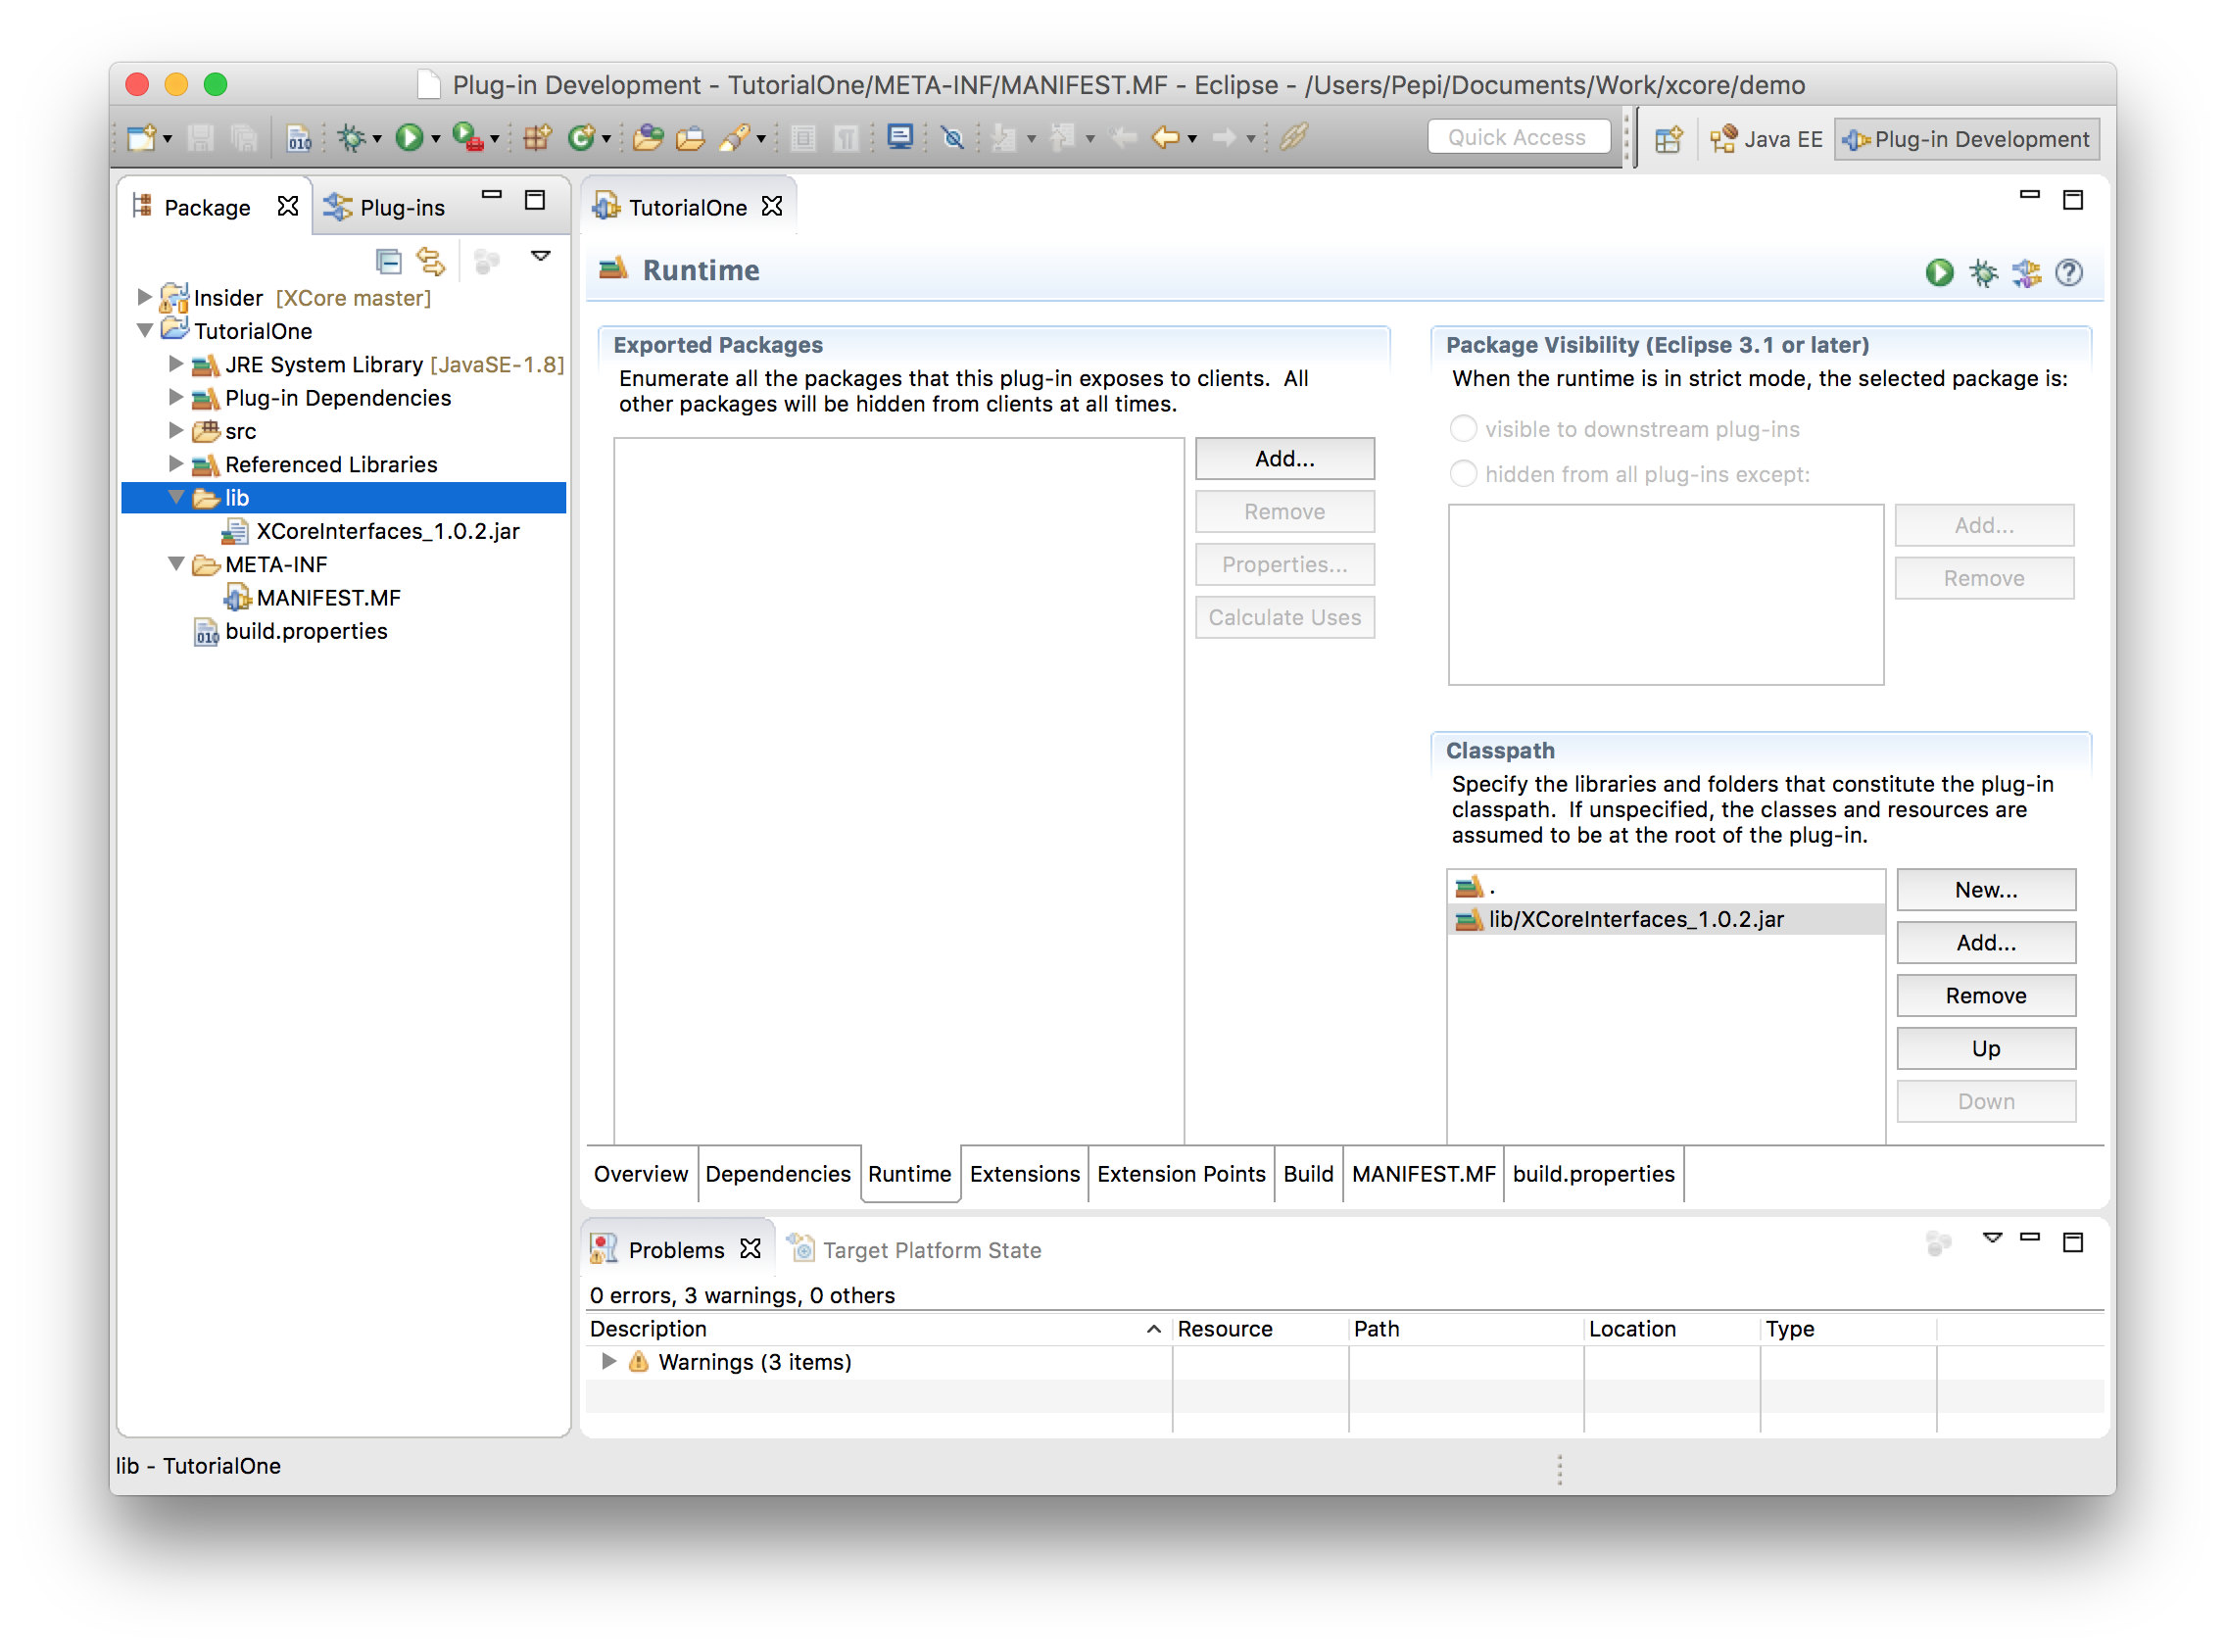 Plug-in Development - TutorialOne/META-INF/MANIFEST.MF - Eclipse - /Users/Pepi/Documents/Work/xcore/demo
Quick Access
Java EE
Plug-in Development
Package
Plug-ins
Insider [XCore master]
TutorialOne
JRE System Library [JavaSE-1.8]
Plug-in Dependencies
src
Referenced Libraries
lib
XCoreInterfaces_1.0.2.jar
META-INF
MANIFEST.MF
build.properties
TutorialOne
Runtime
Exported Packages
Enumerate all the packages that this plug-in exposes to clients. All
other packages will be hidden from clients at all times.
Add...
Remove
Properties...
Calculate Uses
Package Visibility (Eclipse 3.1 or later)
When the runtime is in strict mode, the selected package is:
visible to downstream plug-ins
hidden from all plug-ins except:
Add...
Remove
Classpath
Specify the libraries and folders that constitute the plug-in
classpath. If unspecified, the classes and resources are
assumed to be at the root of the plug-in.
.
lib/XCoreInterfaces_1.0.2.jar
New...
Add...
Remove
Up
Down
Overview
Dependencies
Runtime
Extensions
Extension Points
Build
MANIFEST.MF
build.properties
Problems
Target Platform State
0 errors, 3 warnings, 0 others
Description
Resource
Path
Location
Type
Warnings (3 items)
lib - TutorialOne